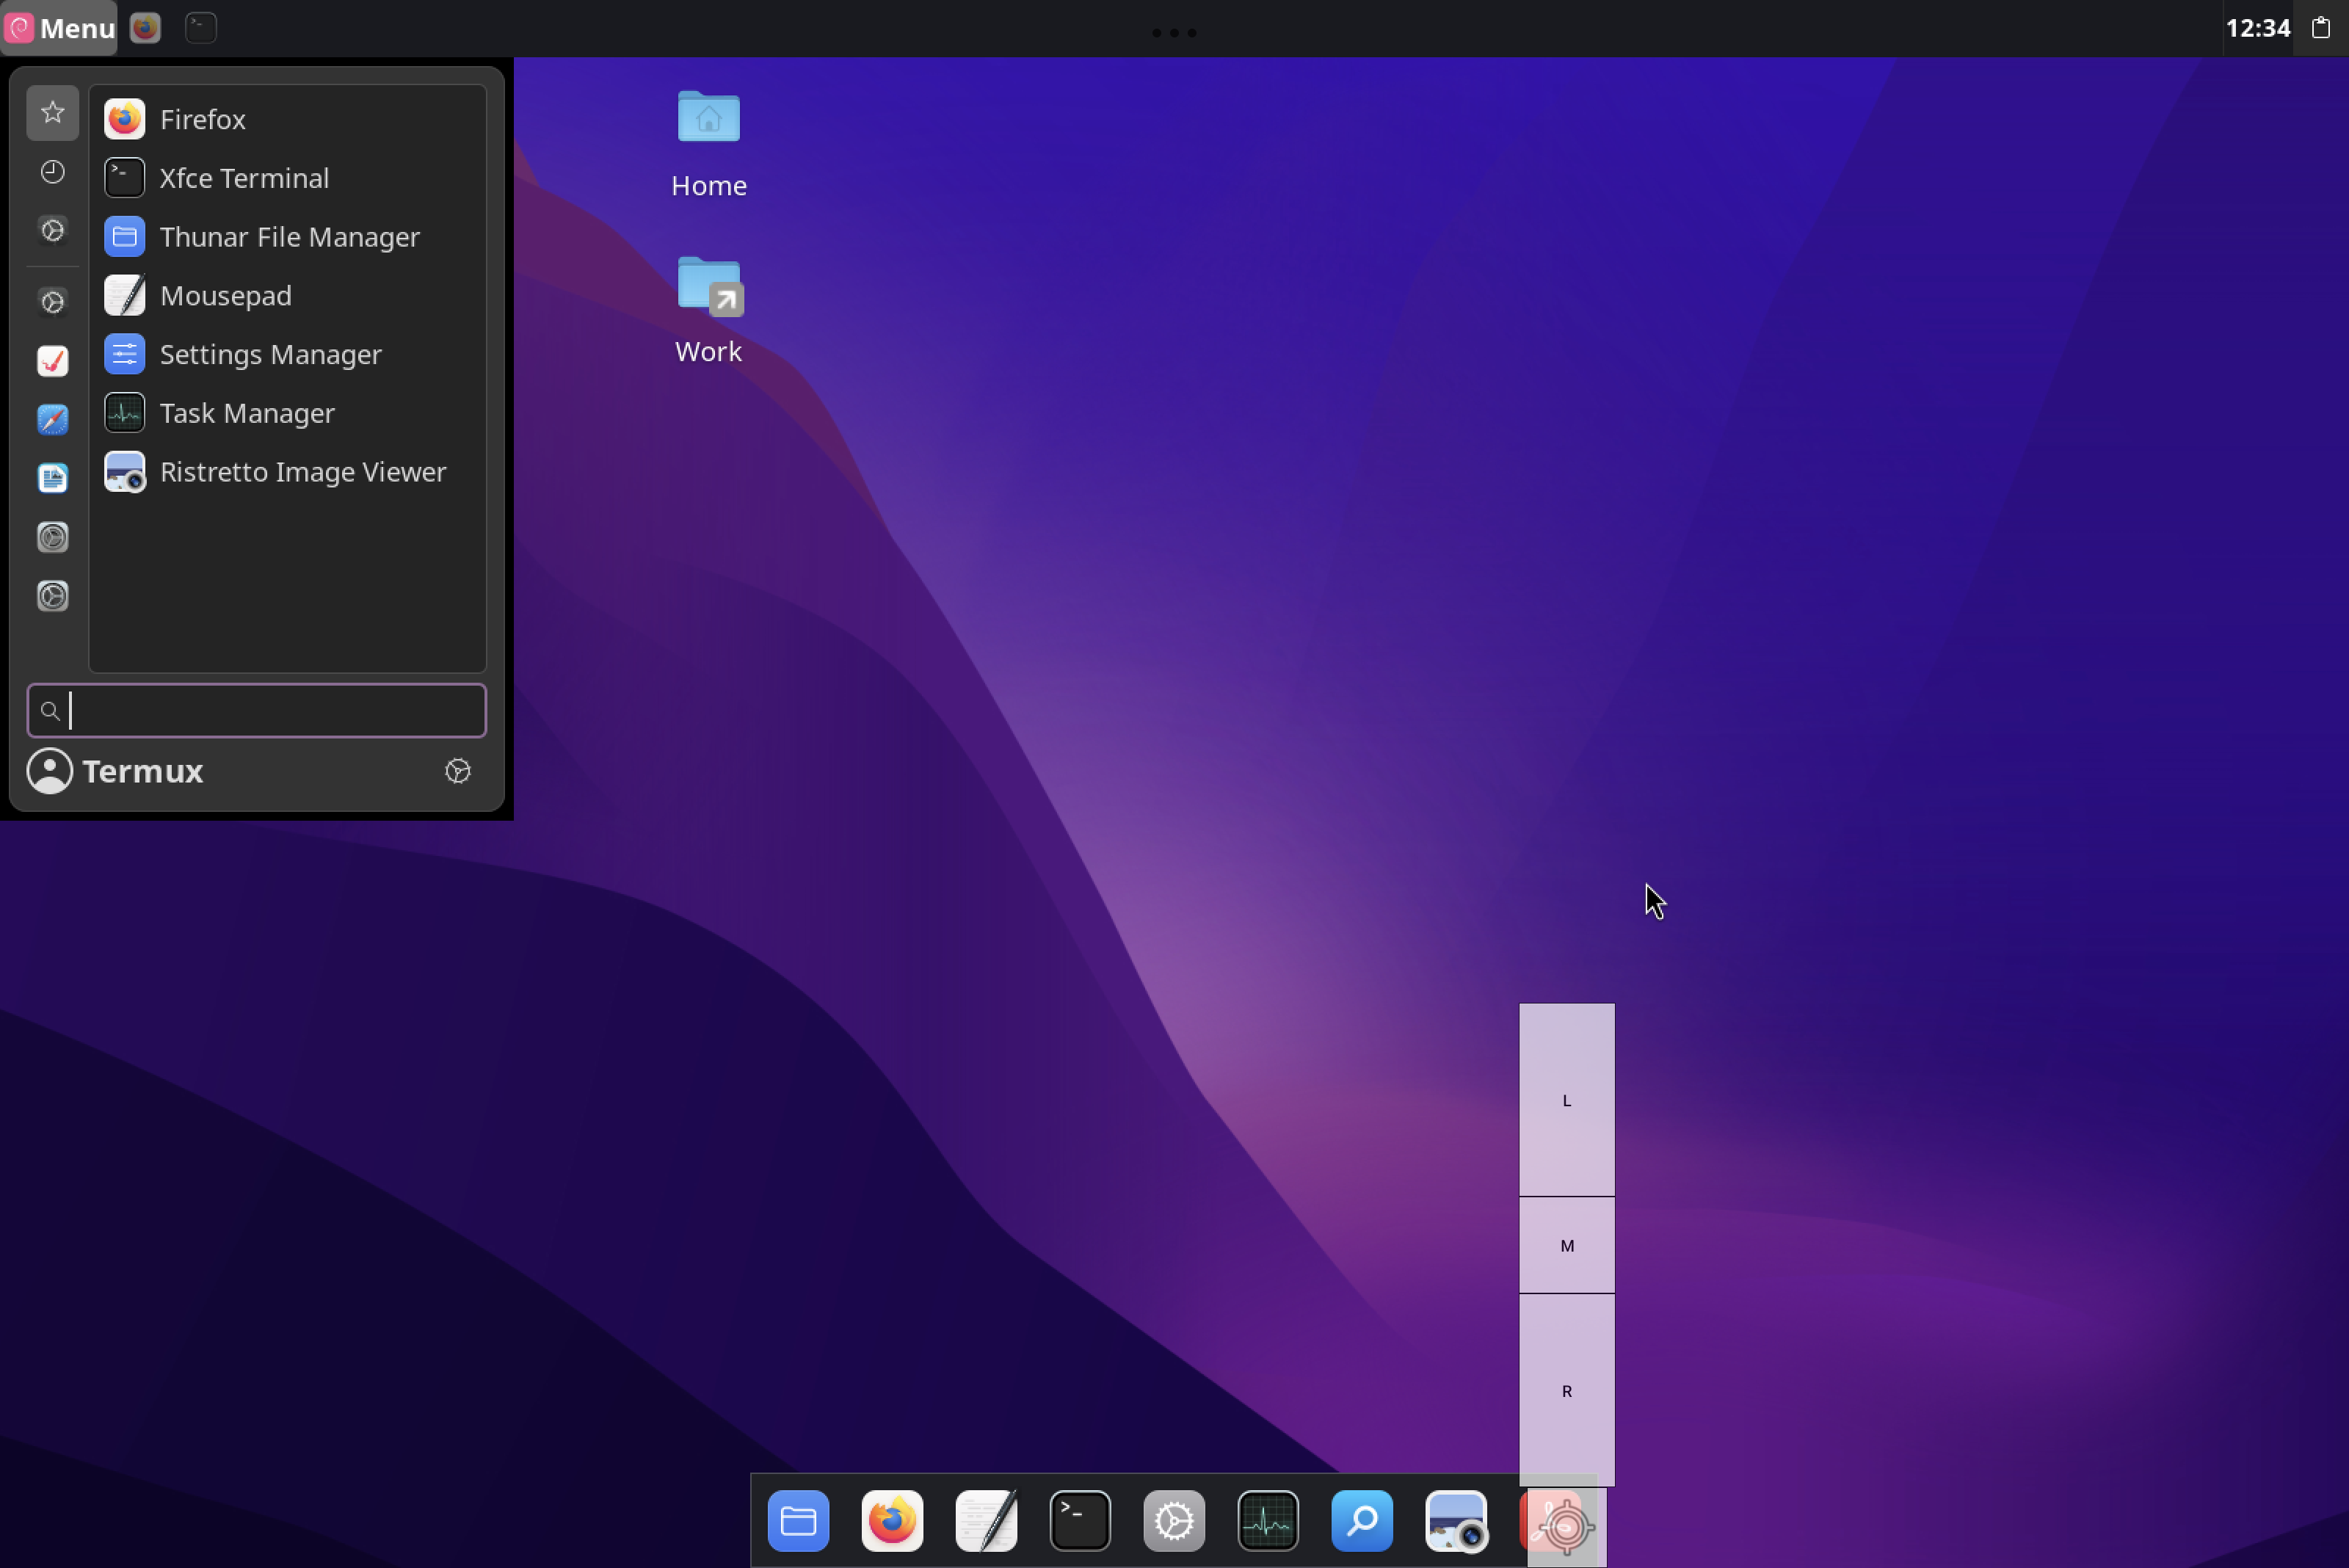 Menu
12:34
Firefox
Xfce Terminal
Thunar File Manager
Mousepad
Settings Manager
Task Manager
Ristretto Image Viewer
Termux
Home
Work
L
M
R